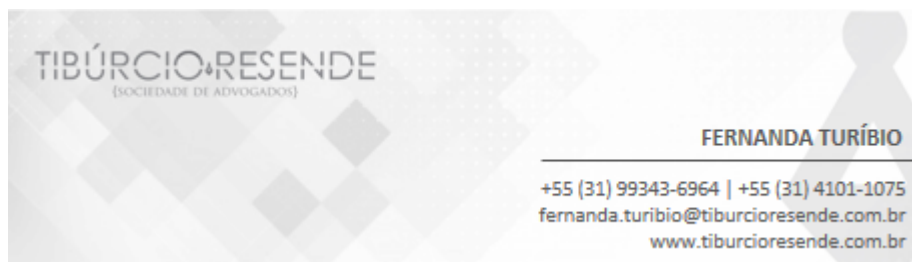 TIBÚRCIO RESENDE
{SOCIEDADE DE ADVOGADOS}
FERNANDA TURÍBIO
+55 (31) 99343-6964 | +55 (31) 4101-1075
fernanda.turibio@tiburcioresende.com.br
www.tiburcioresende.com.br